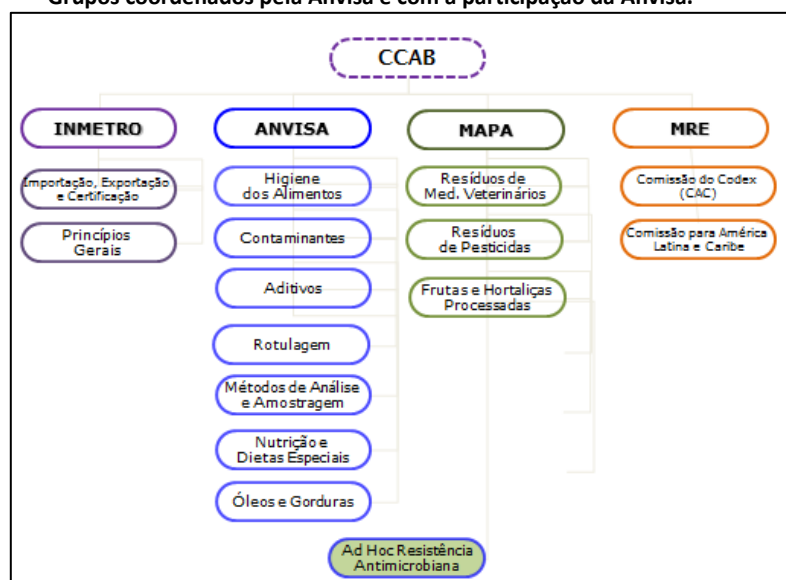 Grupos coordenados pela Anvisa e com a participação da Anvisa.
CCAB
INMETRO
ANVISA
MAPA
MRE
Importação, Exportação
e Certificação
Princípios
Gerais
Higiene
dos Alimentos
Contaminantes
Aditivos
Rotulagem
Métodos de Análise
e Amostragem
Nutrição e
Dietas Especiais
Óleos e Gorduras
Resíduos de
Med. Veterinários
Resíduos
de Pesticidas
Frutas e Hortaliças
Processadas
Ad Hoc Resistência
Antimicrobiana
Comissão do Codex
(CAC)
Comissão para América
Latina e Caribe